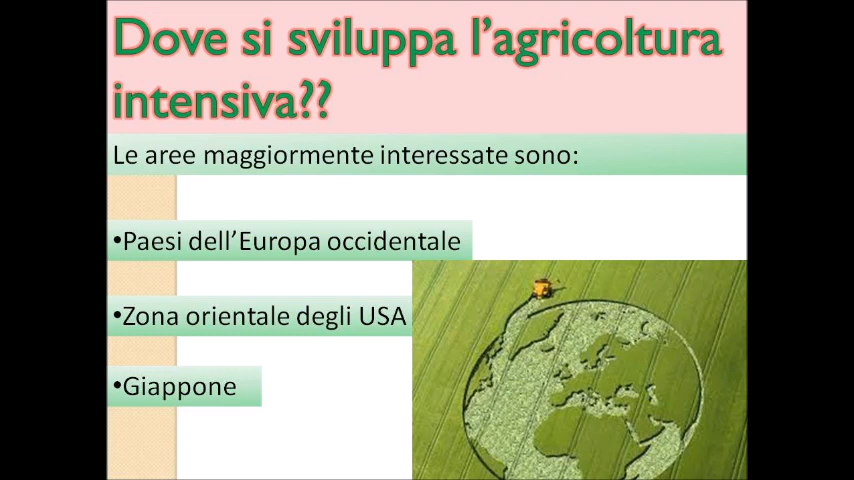 Dove si sviluppa l’agricoltura
intensiva??
Le aree maggiormente interessate sono:
•Paesi dell’Europa occidentale
•Zona orientale degli USA
•Giappone